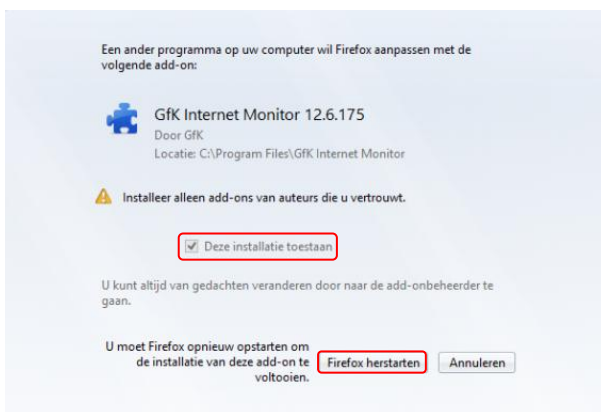 Een ander programma op uw computer wil Firefox aanpassen met de
volgende add-on:
GfK Internet Monitor 12.6.175
Door GfK
Locatie: C:\Program Files\GfK Internet Monitor
Installeer alleen add-ons van auteurs die u vertrouwt.
Deze installatie toestaan
U kunt altijd van gedachten veranderen door naar de add-onbeheerder te
gaan.
U moet Firefox opnieuw opstarten om
de installatie van deze add-on te
voltooien.
Firefox herstarten
Annuleren